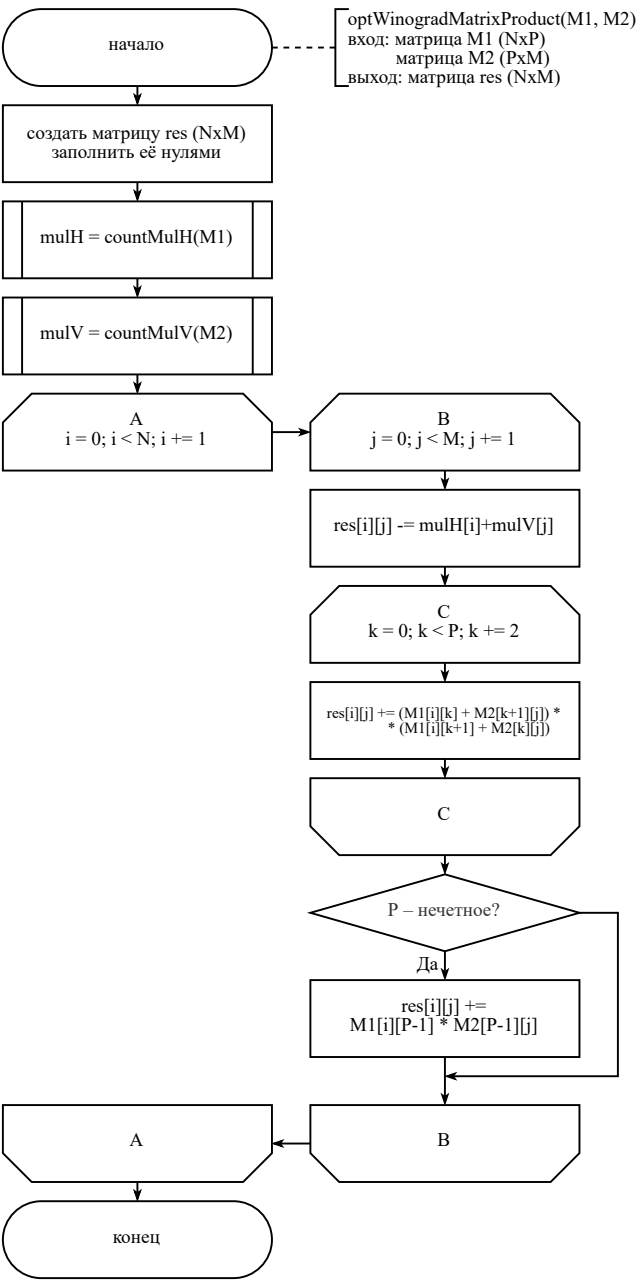 начало
optWinogradMatrixProduct(M1, M2)
вход: матрица M1 (NxP)
матрица M2 (PxM)
выход: матрица res (NxM)
создать матрицу res (NxM)
заполнить её нулями
mulH = countMulH(M1)
mulV = countMulV(M2)
A
i = 0; i < N; i += 1
B
j = 0; j < M; j += 1
res[i][j] -= mulH[i]+mulV[j]
C
k = 0; k < P; k += 2
res[i][j] += (M1[i][k] + M2[k+1][j]) *
* (M1[i][k+1] + M2[k][j])
C
P – нечетное?
Да
res[i][j] +=
M1[i][P-1] * M2[P-1][j]
B
A
конец